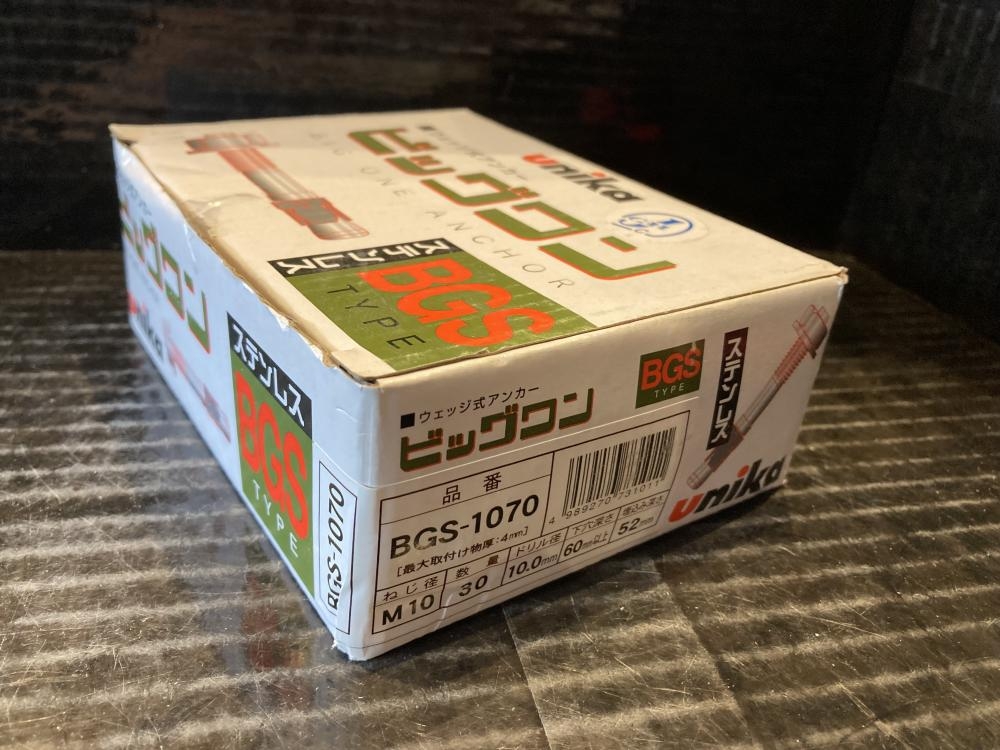 unika
ビッグワン
BIG ONE ANCHOR
ステンレス
BGS
TYPE
■ウェッジ式アンカー
ビッグワン
BGS
TYPE
ステンレス
unika
品番
BGS-1070
[最大取付け物厚:4mm]
4 989270 731011
ねじ径 数量 ドリル径 下穴深さ 埋込み深さ
M10 30 10.0mm 60mm以上 52mm
ビッグワン
unika
ステンレス
BGS
TYPE
BGS-1070